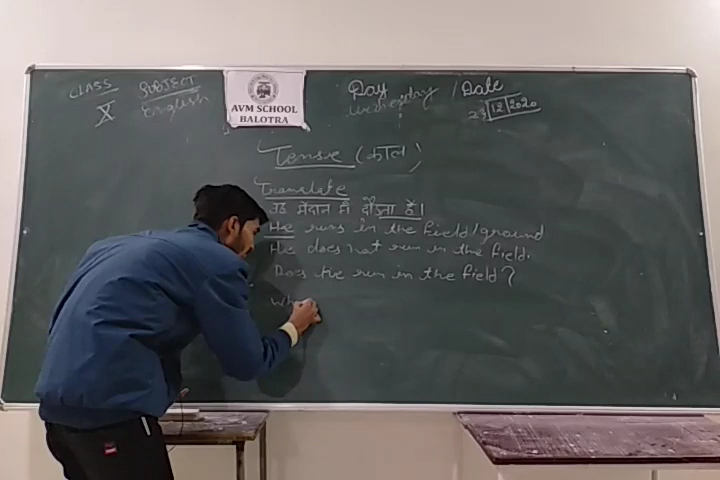 CLASS SUBJECT Day / Date
X English Wednesday 23/12/2020
AVM SCHOOL
BALOTRA
Tense (काल)
Translate
वह मैदान में दौड़ता है।
He runs in the field/ground
He does not run in the field.
Does he run in the field?
Whe